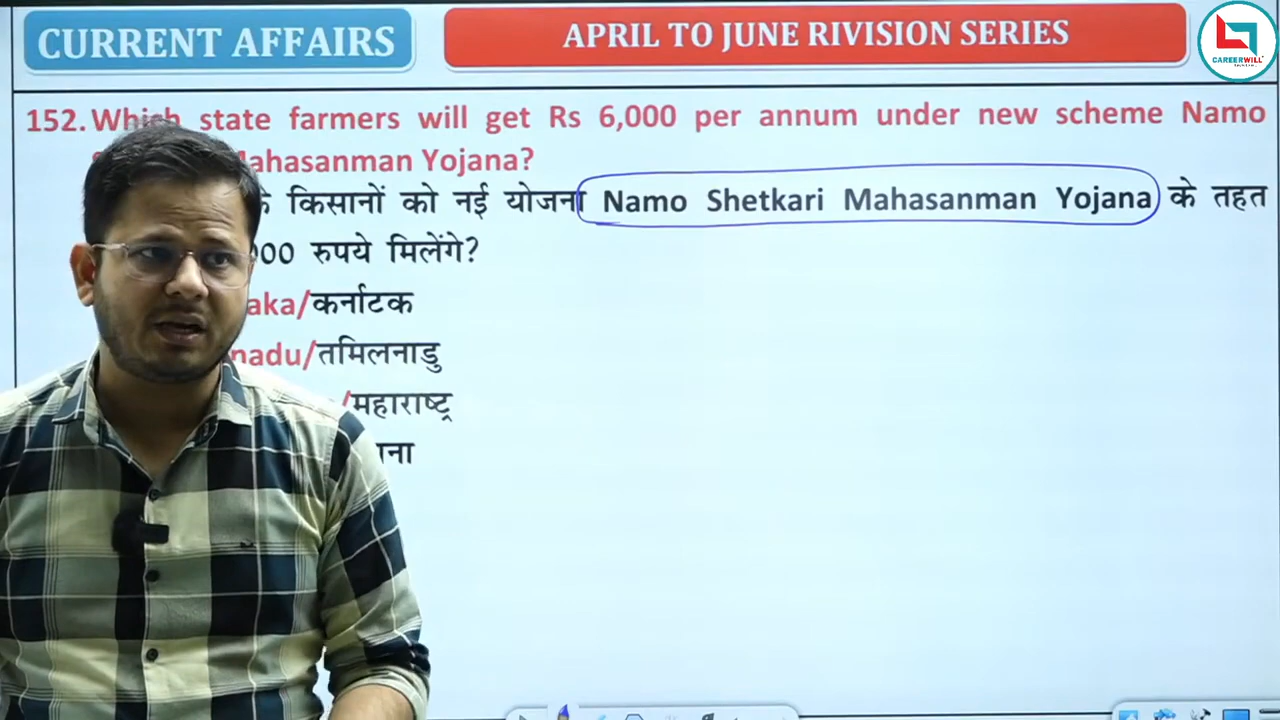 CURRENT AFFAIRS
APRIL TO JUNE RIVISION SERIES
CAREERWILL
152. Which state farmers will get Rs 6,000 per annum under new scheme Namo
Mahasanman Yojana?
के किसानों को नई योजना Namo Shetkari Mahasanman Yojana के तहत
000 रुपये मिलेंगे?
aka/कर्नाटक
nadu/तमिलनाडु
/महाराष्ट्र
ाना